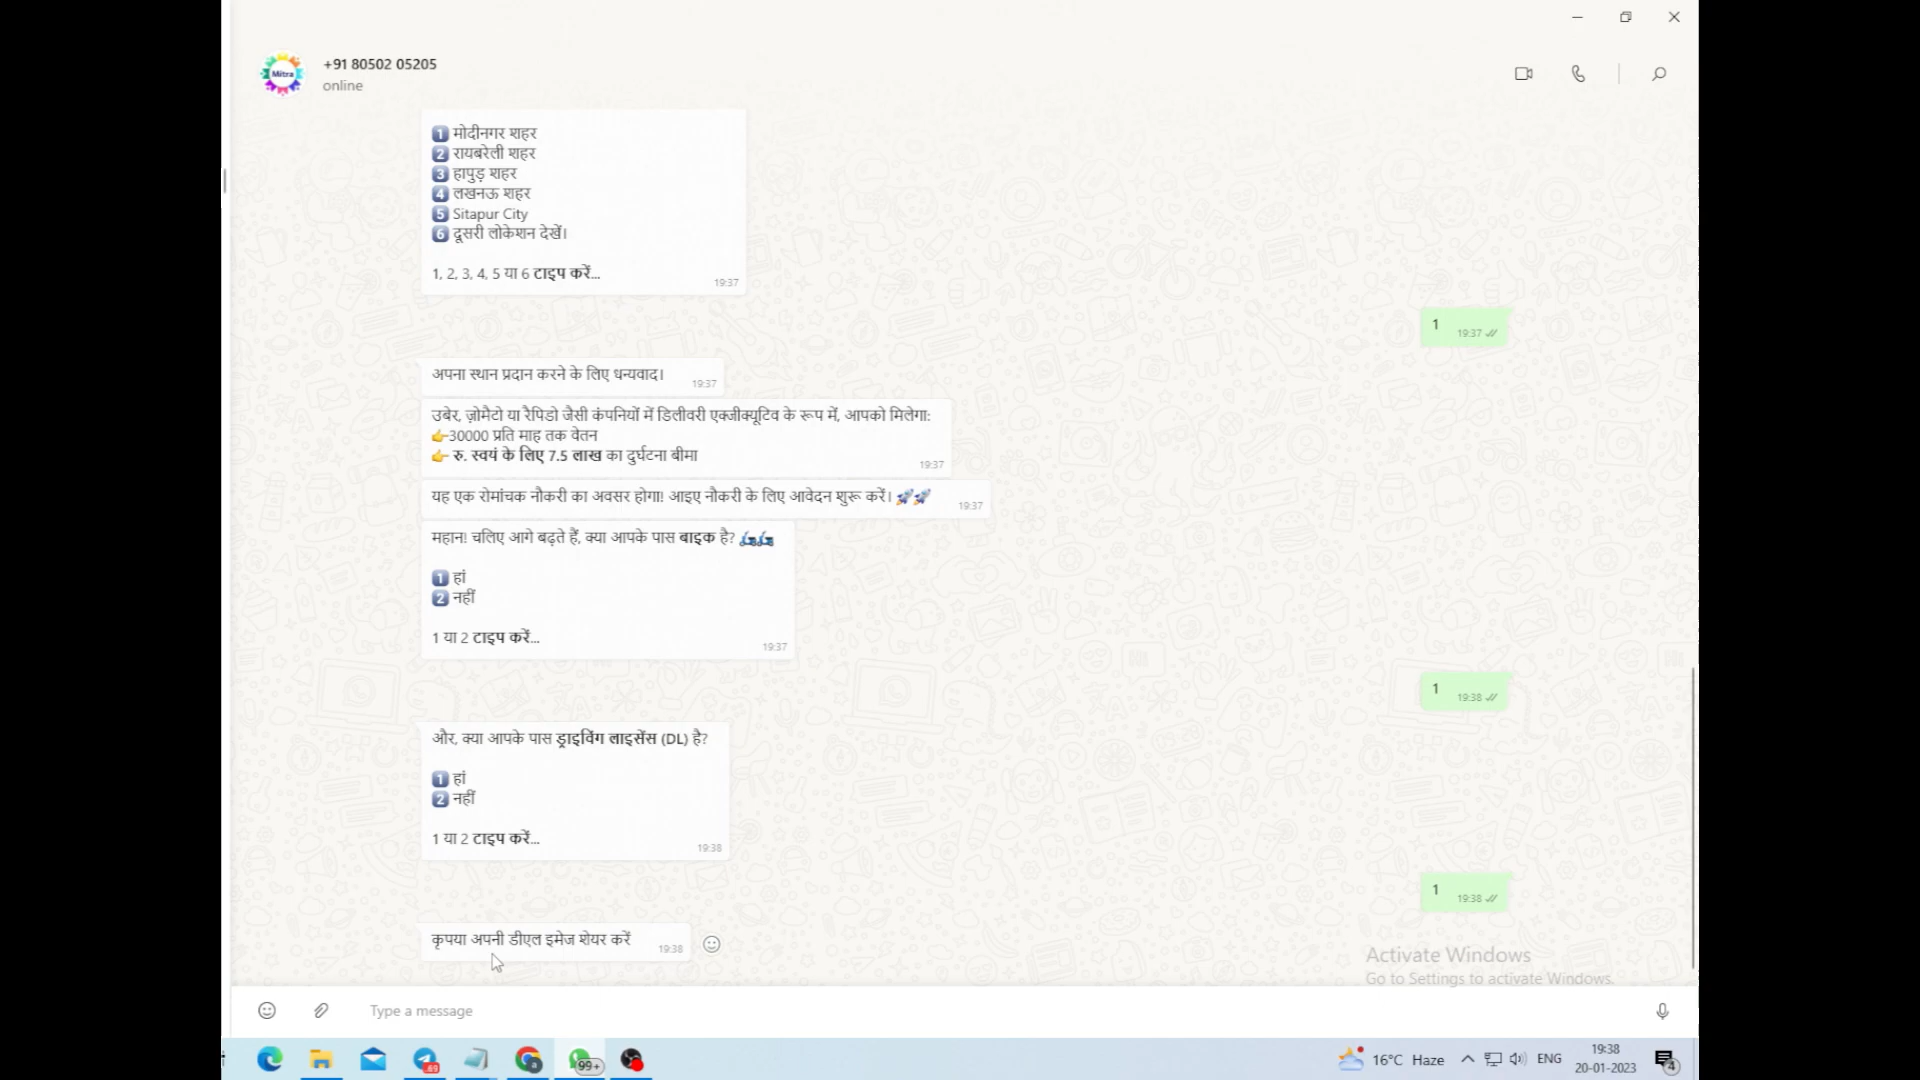 Mitra
+91 80502 05205
online
1 मोदीनगर शहर
2 रायबरेली शहर
3 हापुड़ शहर
4 लखनऊ शहर
5 Sitapur City
6 दूसरी लोकेशन देखें।
1, 2, 3, 4, 5 या 6 टाइप करें...
19:37
1
19:37
अपना स्थान प्रदान करने के लिए धन्यवाद।
19:37
उबेर, ज़ोमैटो या रैपिडो जैसी कंपनियों में डिलीवरी एक्जीक्यूटिव के रूप में, आपको मिलेगा:
👉30000 प्रति माह तक वेतन
👉 रु. स्वयं के लिए 7.5 लाख का दुर्घटना बीमा
19:37
यह एक रोमांचक नौकरी का अवसर होगा! आइए नौकरी के लिए आवेदन शुरू करें। 🚀🚀
19:37
महान! चलिए आगे बढ़ते हैं, क्या आपके पास बाइक है? 🛵🛵
1 हां
2 नहीं
1 या 2 टाइप करें...
19:37
1
19:38
और, क्या आपके पास ड्राइविंग लाइसेंस (DL) है?
1 हां
2 नहीं
1 या 2 टाइप करें...
19:38
1
19:38
कृपया अपनी डीएल इमेज शेयर करें
19:38
Activate Windows
Go to Settings to activate Windows.
Type a message
99+
16°C Haze
ENG
19:38
20-01-2023
4